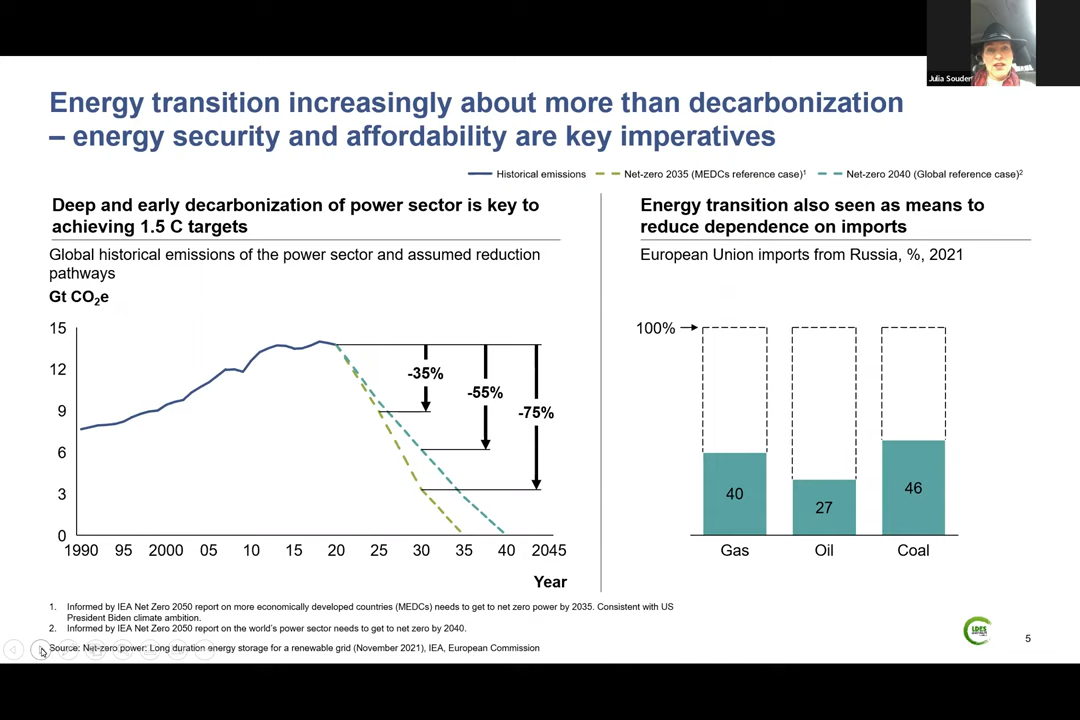 Julia Souder
Energy transition increasingly about more than decarbonization
– energy security and affordability are key imperatives
Historical emissions
Net-zero 2035 (MEDCs reference case)¹
Net-zero 2040 (Global reference case)²
Deep and early decarbonization of power sector is key to
achieving 1.5 C targets
Global historical emissions of the power sector and assumed reduction
pathways
Gt CO₂e
15
12
9
6
3
0
-35%
-55%
-75%
1990 95 2000 05 10 15 20 25 30 35 40 2045
Year
Energy transition also seen as means to
reduce dependence on imports
European Union imports from Russia, %, 2021
100%
40
27
46
Gas Oil Coal
1. Informed by IEA Net Zero 2050 report on more economically developed countries (MEDCs) needs to get to net zero power by 2035. Consistent with US
President Biden climate ambition.
2. Informed by IEA Net Zero 2050 report on the world's power sector needs to get to net zero by 2040.
Source: Net-zero power: Long duration energy storage for a renewable grid (November 2021), IEA, European Commission
LDES
5